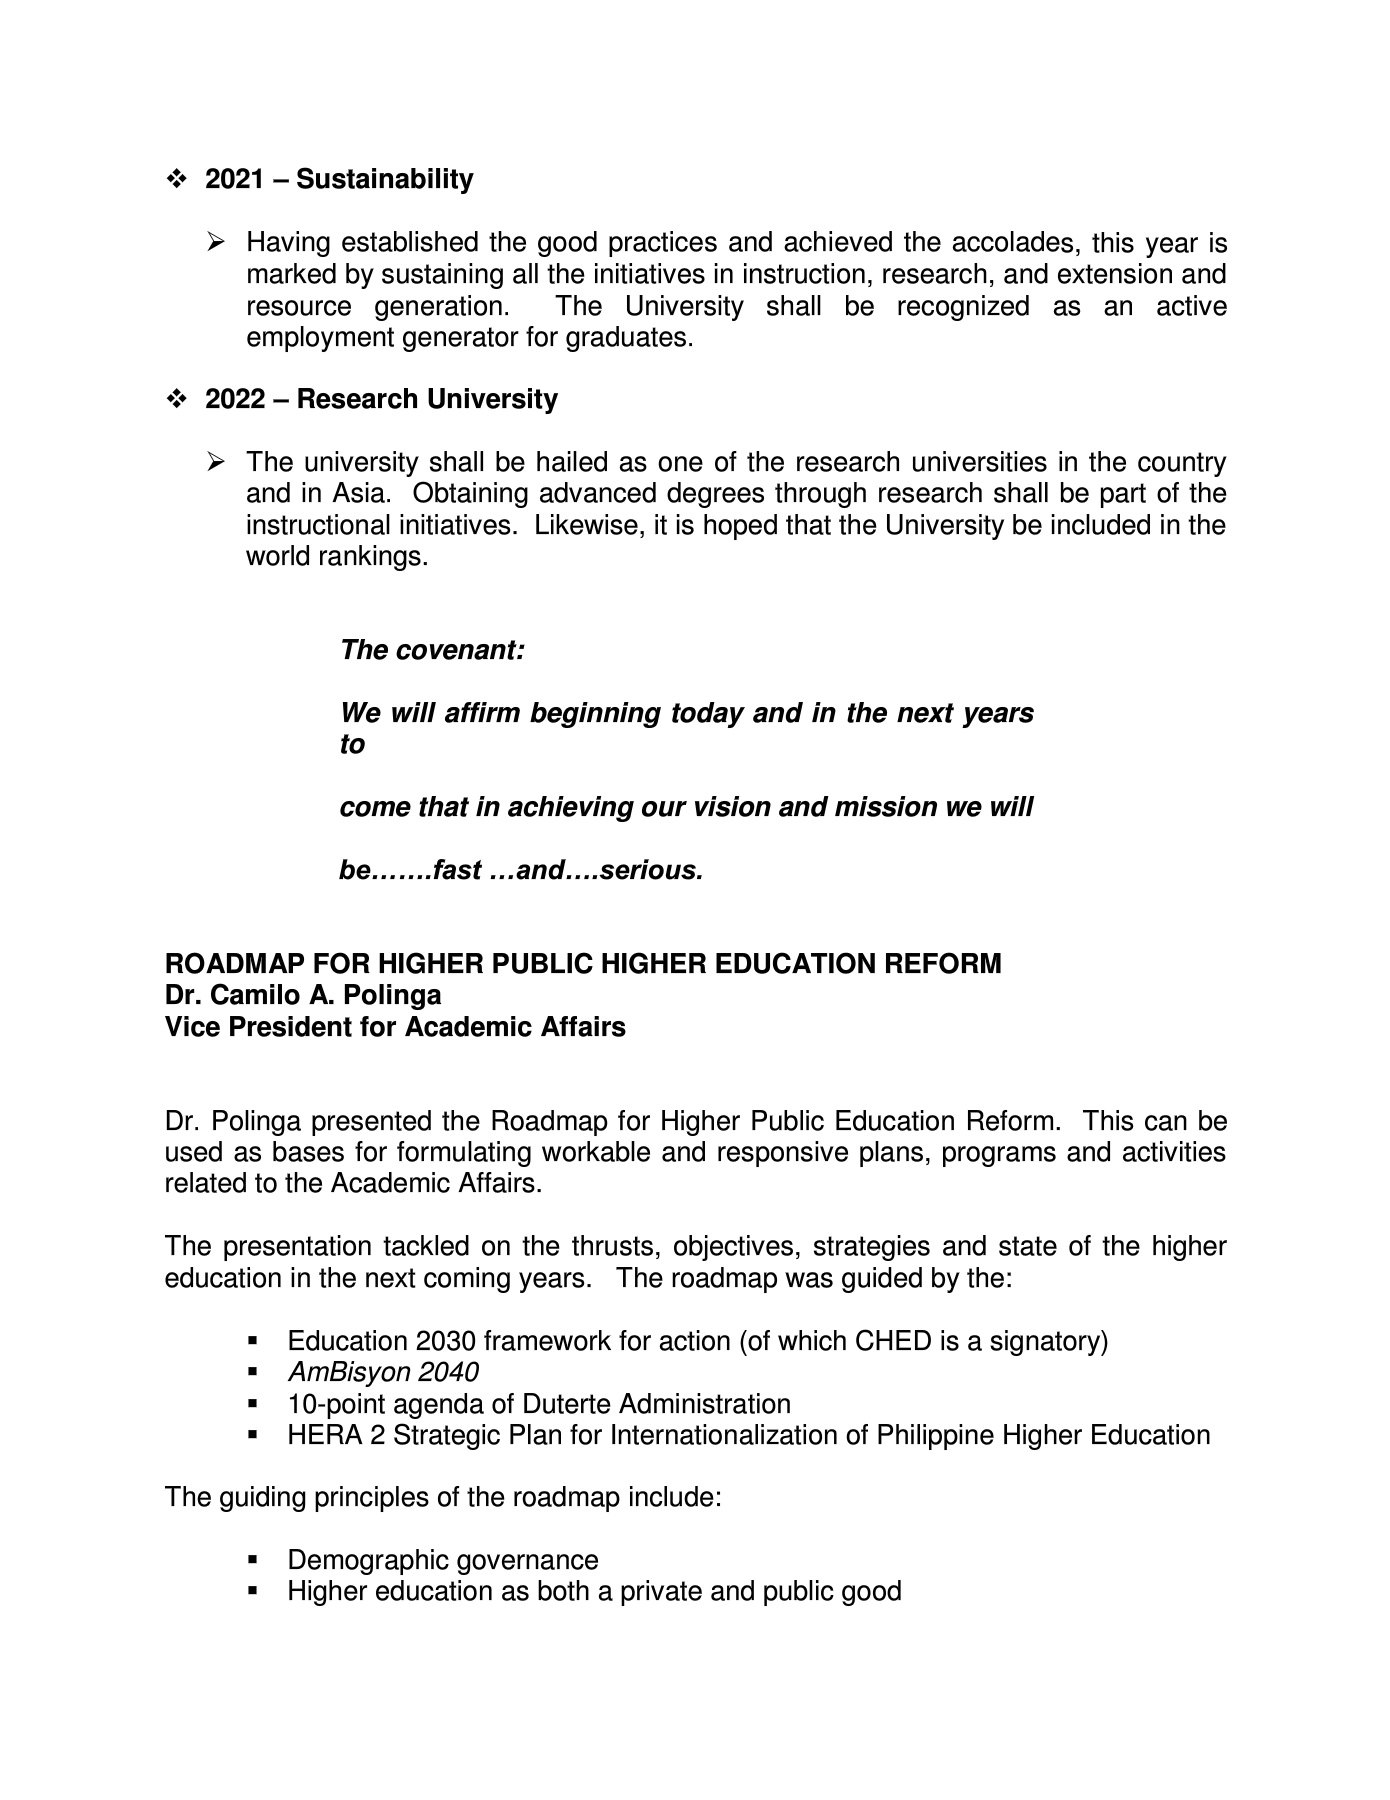 ❖ 2021 – Sustainability
➢ Having established the good practices and achieved the accolades, this year is
marked by sustaining all the initiatives in instruction, research, and extension and
resource generation. The University shall be recognized as an active
employment generator for graduates.
❖ 2022 – Research University
➢ The university shall be hailed as one of the research universities in the country
and in Asia. Obtaining advanced degrees through research shall be part of the
instructional initiatives. Likewise, it is hoped that the University be included in the
world rankings.
The covenant:
We will affirm beginning today and in the next years
to
come that in achieving our vision and mission we will
be…….fast …and….serious.
ROADMAP FOR HIGHER PUBLIC HIGHER EDUCATION REFORM
Dr. Camilo A. Polinga
Vice President for Academic Affairs
Dr. Polinga presented the Roadmap for Higher Public Education Reform. This can be
used as bases for formulating workable and responsive plans, programs and activities
related to the Academic Affairs.
The presentation tackled on the thrusts, objectives, strategies and state of the higher
education in the next coming years. The roadmap was guided by the:
▪ Education 2030 framework for action (of which CHED is a signatory)
▪ AmBisyon 2040
▪ 10-point agenda of Duterte Administration
▪ HERA 2 Strategic Plan for Internationalization of Philippine Higher Education
The guiding principles of the roadmap include:
▪ Demographic governance
▪ Higher education as both a private and public good